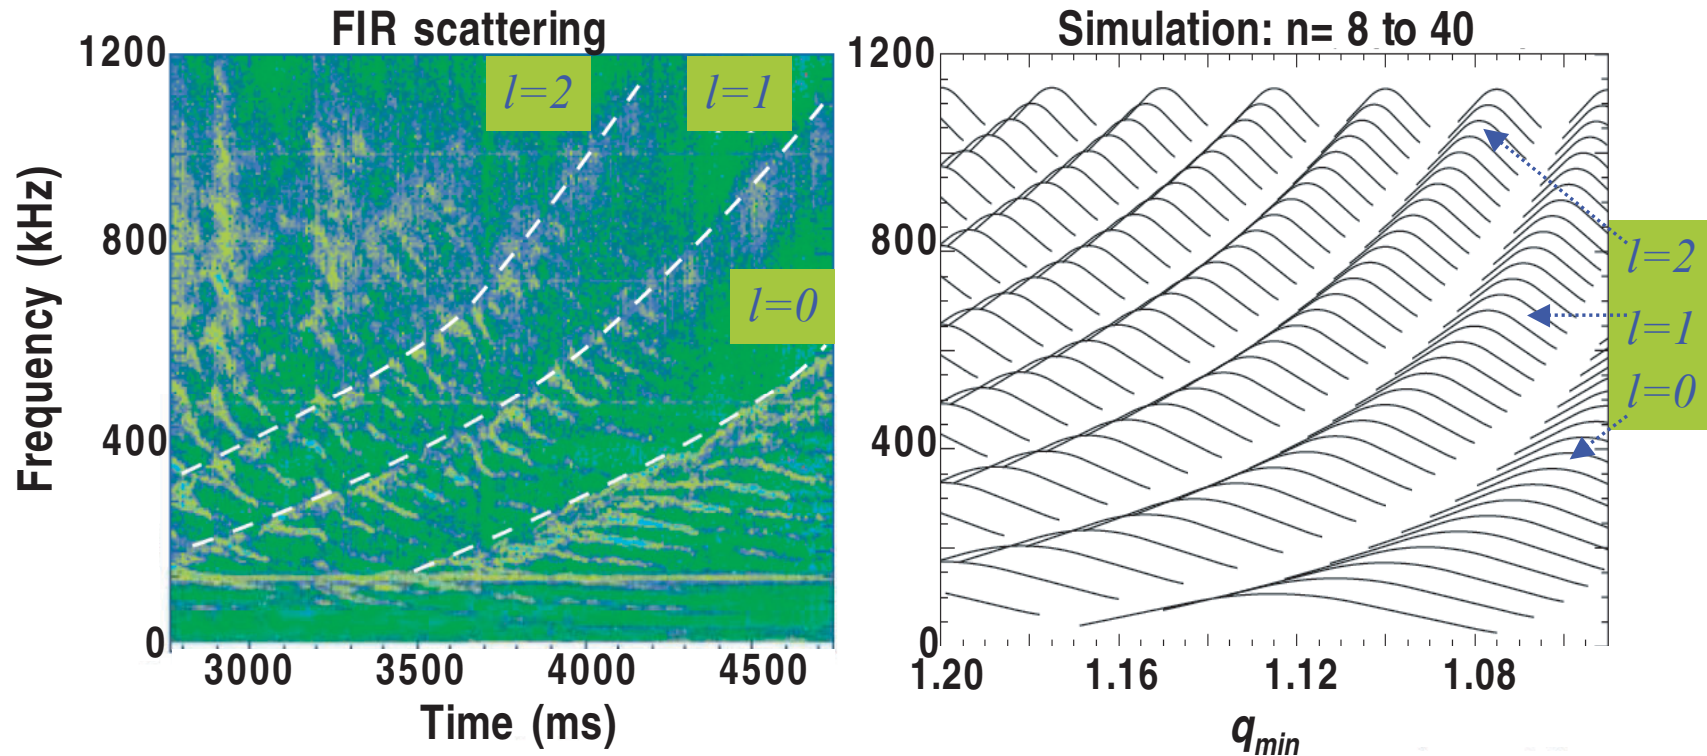 FIR scattering
Simulation: n= 8 to 40
Frequency (kHz)
1200
800
400
0
l=2
l=1
l=0
3000 3500 4000 4500
Time (ms)
1200
800
400
0
l=2
l=1
l=0
1.20 1.16 1.12 1.08
qmin